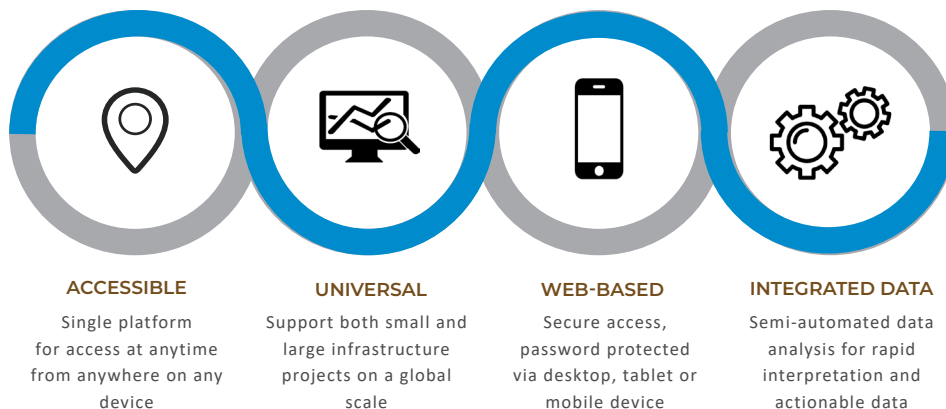 ACCESSIBLE
Single platform
for access at anytime
from anywhere on any
device
UNIVERSAL
Support both small and
large infrastructure
projects on a global
scale
WEB-BASED
Secure access,
password protected
via desktop, tablet or
mobile device
INTEGRATED DATA
Semi-automated data
analysis for rapid
interpretation and
actionable data